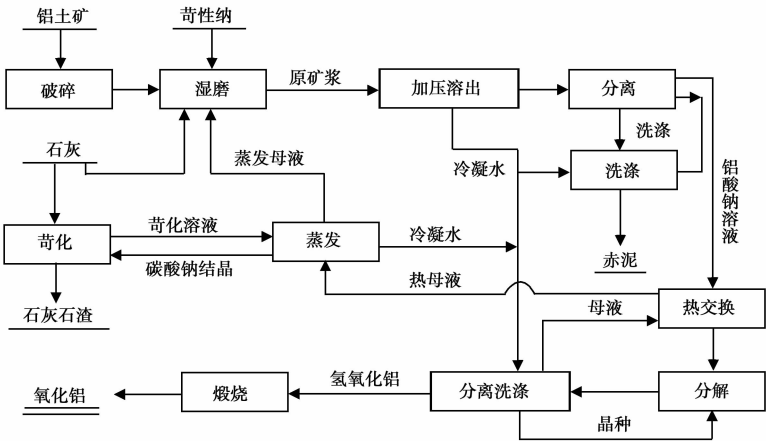 铝土矿
苛性纳
破碎
湿磨
原矿浆
加压溶出
分离
洗涤
石灰
蒸发母液
冷凝水
洗涤
铝酸钠溶液
苛化溶液
苛化
蒸发
冷凝水
赤泥
碳酸钠结晶
热母液
石灰石渣
母液
热交换
氢氧化铝
氧化铝
煅烧
分离洗涤
分解
晶种